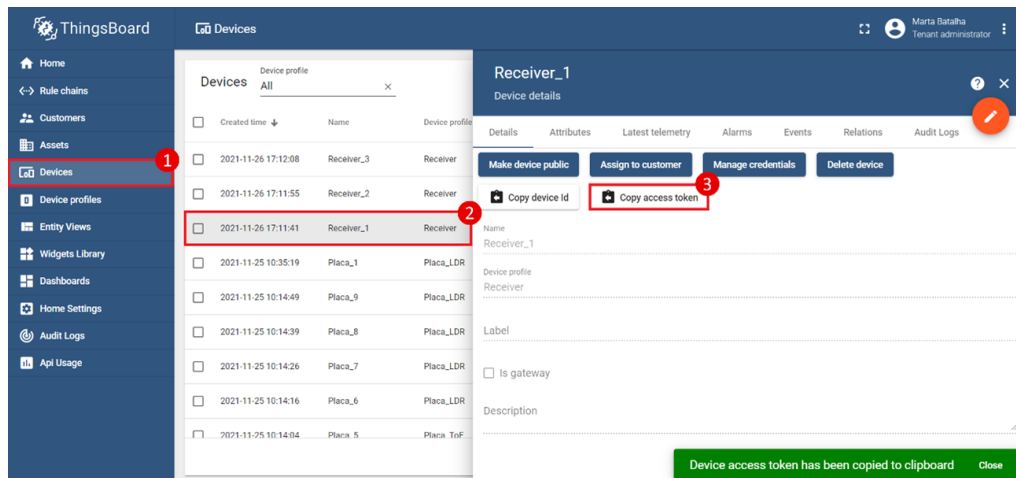 ThingsBoard
Devices
Marta Batalha
Tenant administrator
Home
Rule chains
Customers
Assets
Devices
Device profiles
Entity Views
Widgets Library
Dashboards
Home Settings
Audit Logs
Api Usage
1
Devices
Device profile
All
Created time Name Device profile
2021-11-26 17:12:08 Receiver_3 Receiver
2021-11-26 17:11:55 Receiver_2 Receiver
2
2021-11-26 17:11:41 Receiver_1 Receiver
2021-11-25 10:35:19 Placa_1 Placa_LDR
2021-11-25 10:14:49 Placa_9 Placa_LDR
2021-11-25 10:14:39 Placa_8 Placa_LDR
2021-11-25 10:14:26 Placa_7 Placa_LDR
2021-11-25 10:14:16 Placa_6 Placa_LDR
2021-11-25 10:14:04 Placa_5 Placa_ToF
Receiver_1
Device details
Details Attributes Latest telemetry Alarms Events Relations Audit Logs
Make device public Assign to customer Manage credentials Delete device
3
Copy device Id Copy access token
Name
Receiver_1
Device profile
Receiver
Label
Is gateway
Description
Device access token has been copied to clipboard Close